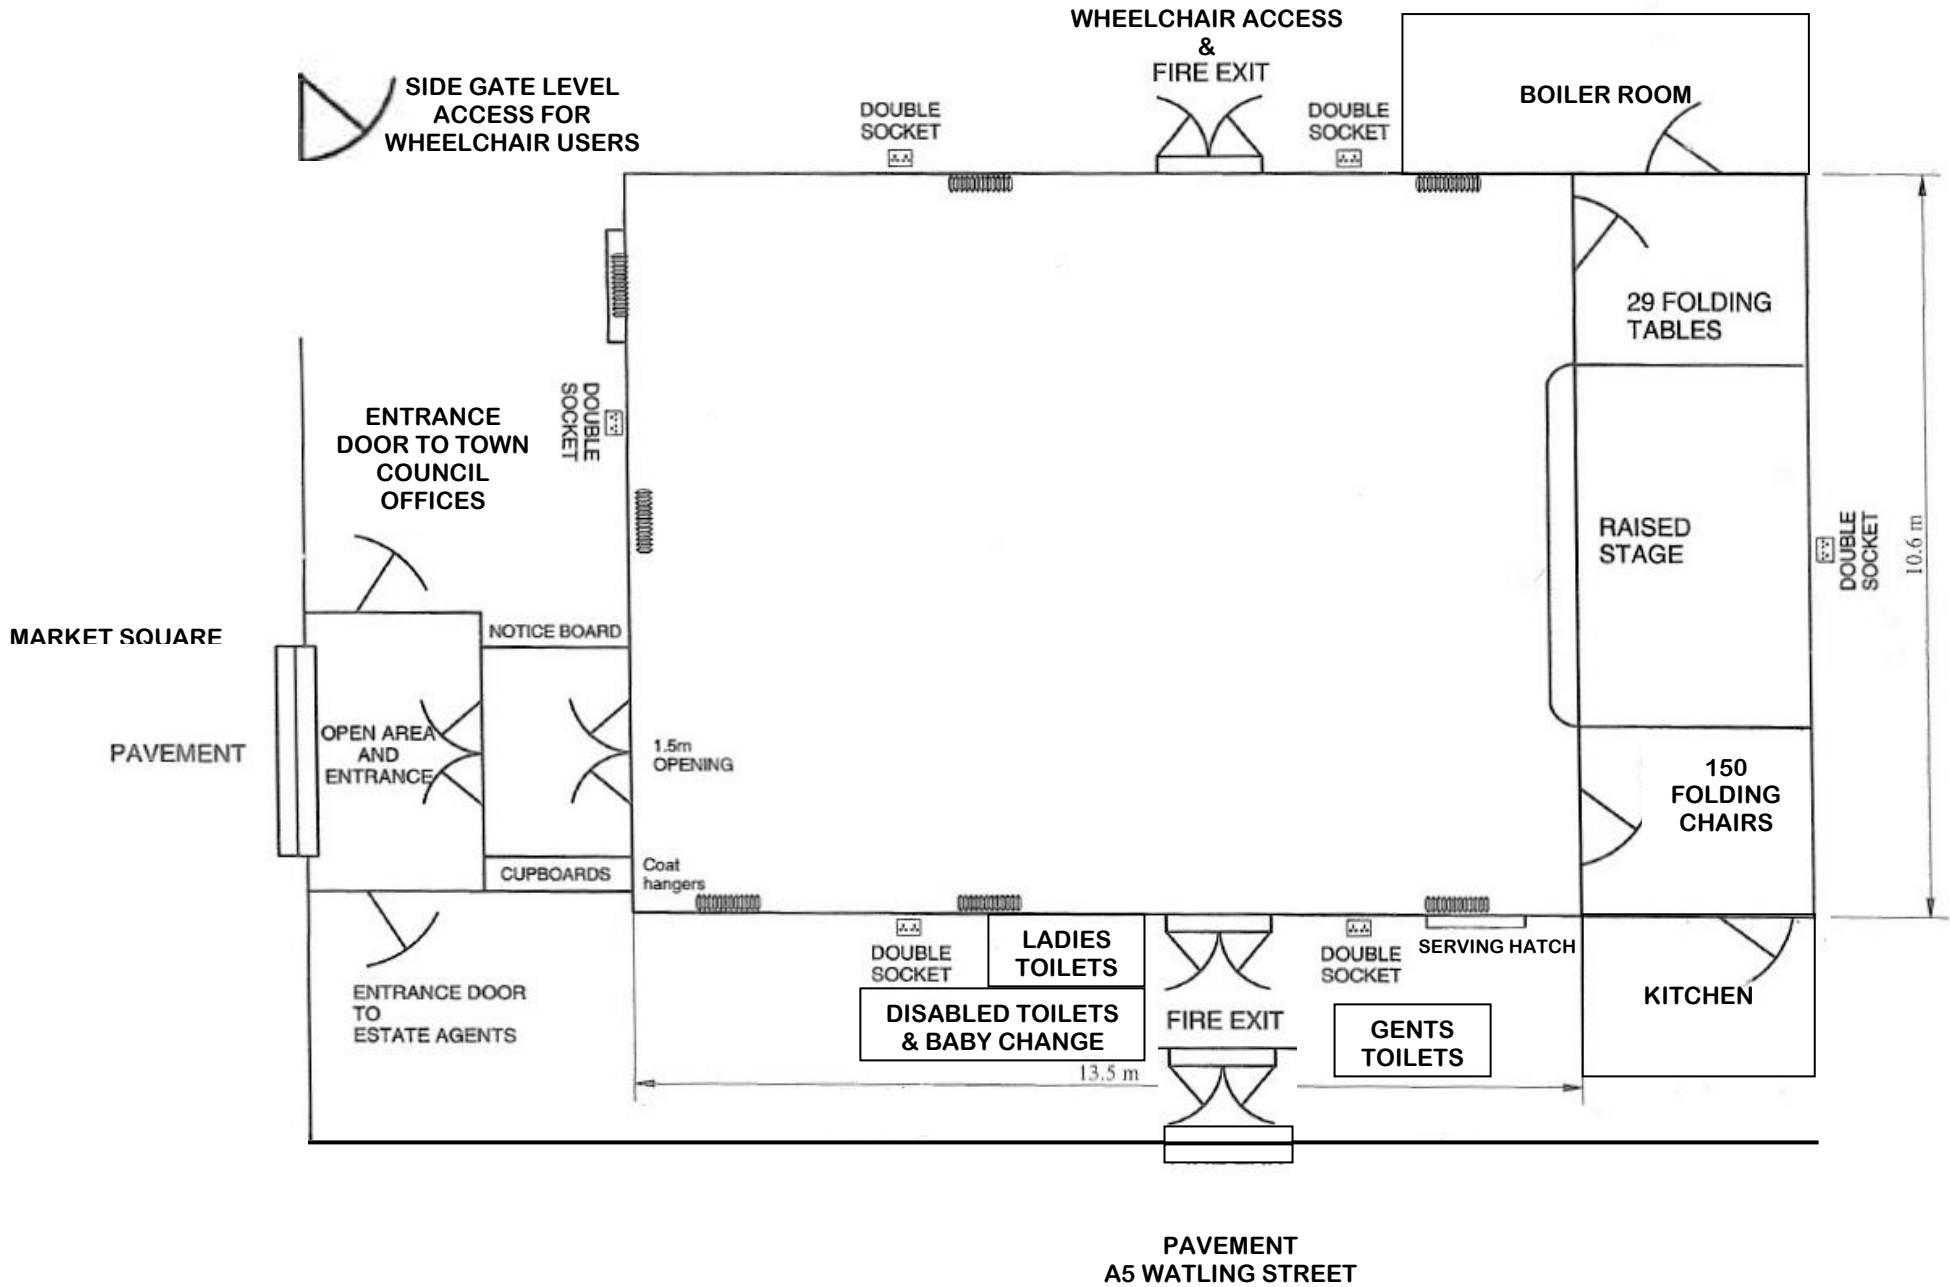 WHEELCHAIR ACCESS
&
FIRE EXIT
BOILER ROOM
SIDE GATE LEVEL
ACCESS FOR
WHEELCHAIR USERS
DOUBLE
SOCKET
DOUBLE
SOCKET
29 FOLDING
TABLES
DOUBLE
SOCKET
ENTRANCE
DOOR TO TOWN
COUNCIL
OFFICES
RAISED
STAGE
DOUBLE
SOCKET
10.6 m
MARKET SQUARE
NOTICE BOARD
PAVEMENT
OPEN AREA
AND
ENTRANCE
1.5m
OPENING
150
FOLDING
CHAIRS
CUPBOARDS
Coat
hangers
DOUBLE
SOCKET
LADIES
TOILETS
DOUBLE
SOCKET
SERVING HATCH
ENTRANCE DOOR
TO
ESTATE AGENTS
DISABLED TOILETS
& BABY CHANGE
FIRE EXIT
GENTS
TOILETS
KITCHEN
13.5 m
PAVEMENT
A5 WATLING STREET